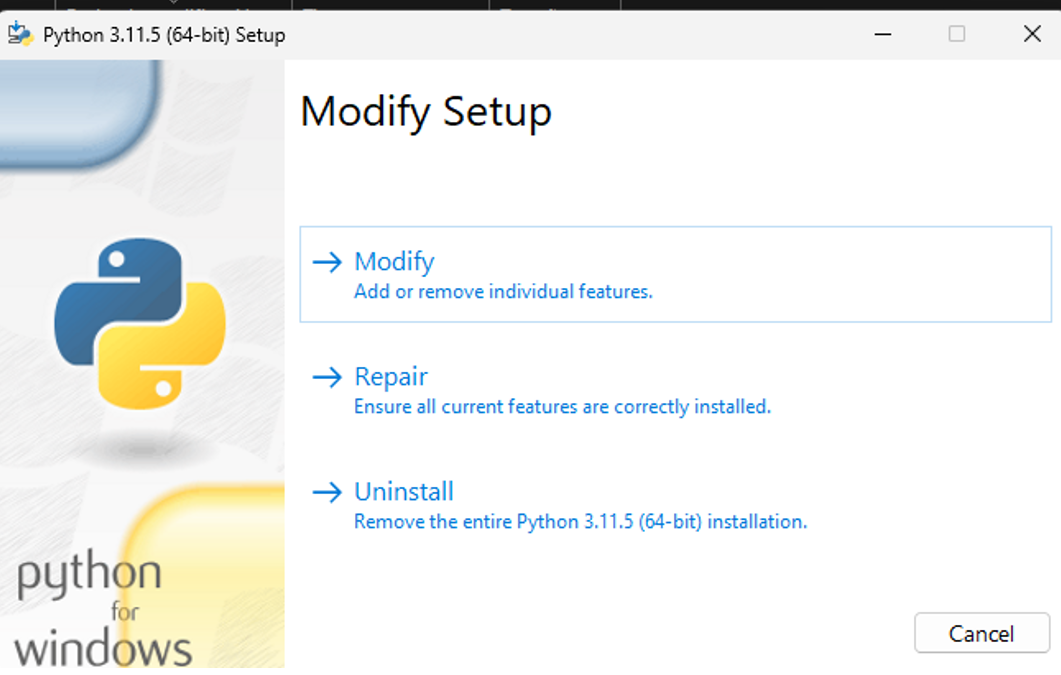 Python 3.11.5 (64-bit) Setup
Modify Setup
Modify
Add or remove individual features.
Repair
Ensure all current features are correctly installed.
Uninstall
Remove the entire Python 3.11.5 (64-bit) installation.
python
for
windows
Cancel